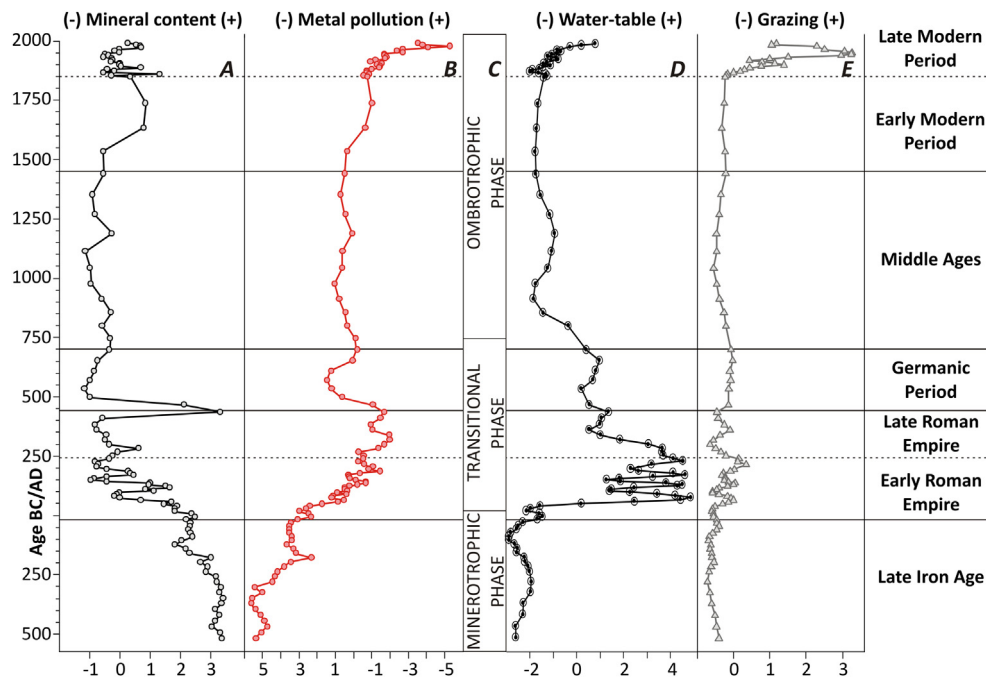 (-) Mineral content (+) (-) Metal pollution (+) (-) Water-table (+) (-) Grazing (+)
A B C D E
Age BC/AD
2000
1750
1500
1250
1000
750
500
250
250
500
-1 0 1 2 3
5 3 1 -1 -3 -5
-2 0 2 4
0 1 2 3
OMBROTROPHIC
PHASE
TRANSITIONAL
PHASE
MINEROTROPHIC
PHASE
Late Modern
Period
Early Modern
Period
Middle Ages
Germanic
Period
Late Roman
Empire
Early Roman
Empire
Late Iron Age